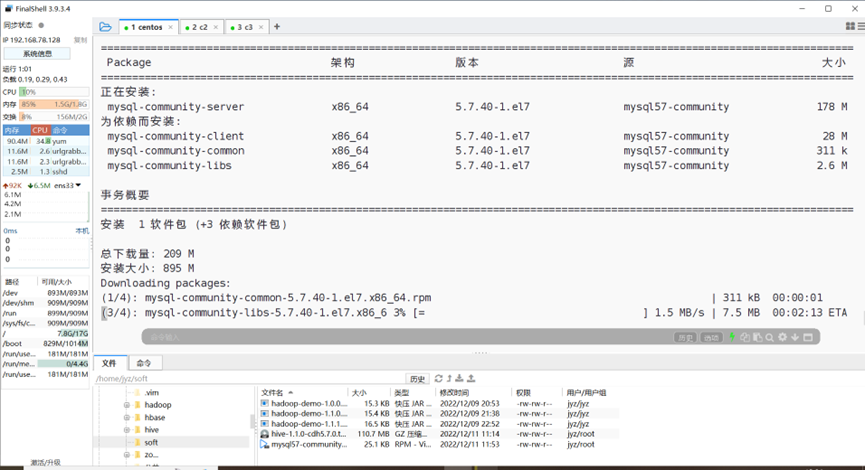 FinalShell 3.9.3.4
同步状态
IP 192.168.78.128 复制
系统信息
运行 1:01
负载 0.19, 0.29, 0.43
CPU 10%
内存 85% 1.5G/1.8G
交换 8% 156M/2G
内存 CPU 命令
90.4M 34.8 yum
11.6M 2.6 urlgrabb...
11.6M 2.3 urlgrabb...
2.5M 1.3 sshd
92K 6.5M ens33
6.1M
4.2M
2.1M
0ms 本机
0
0
0
路径 可用/大小
/dev 893M/893M
/dev/shm 909M/909M
/run 899M/909M
/sys/fs/c... 909M/909M
/ 7.8G/17G
/boot 829M/1014M
/run/use... 181M/181M
/run/me... 0/4.4G
/run/use... 181M/181M
激活/升级
1 centos × 2 c2 × 3 c3 × +
Package 架构 版本 源 大小
正在安装:
mysql-community-server x86_64 5.7.40-1.el7 mysql57-community 178 M
为依赖而安装:
mysql-community-client x86_64 5.7.40-1.el7 mysql57-community 28 M
mysql-community-common x86_64 5.7.40-1.el7 mysql57-community 311 k
mysql-community-libs x86_64 5.7.40-1.el7 mysql57-community 2.6 M
事务概要
安装 1 软件包 (+3 依赖软件包)
总下载量: 209 M
安装大小: 895 M
Downloading packages:
(1/4): mysql-community-common-5.7.40-1.el7.x86_64.rpm | 311 kB 00:00:01
(3/4): mysql-community-libs-5.7.40-1.el7.x86_6 3% [= ] 1.5 MB/s | 7.5 MB 00:02:13 ETA
命令输入 历史 选项
文件 命令
/home/jyz/soft 历史
.vim
hadoop
hbase
hive
soft
zo...
文件名 大小 类型 修改时间 权限 用户/用户组
hadoop-demo-1.0.0.... 15.3 KB 快压 JAR ... 2022/12/09 20:53 -rw-rw-r-- jyz/jyz
hadoop-demo-1.1.0.... 15.4 KB 快压 JAR ... 2022/12/09 21:38 -rw-rw-r-- jyz/jyz
hadoop-demo-1.1.1.... 16.5 KB 快压 JAR ... 2022/12/09 22:52 -rw-rw-r-- jyz/jyz
hive-1.1.0-cdh5.7.0.t... 110.7 MB GZ 压缩... 2022/12/11 11:14 -rw-rw-r-- jyz/root
mysql57-community... 25.1 KB RPM - Vi... 2022/12/11 11:53 -rw-rw-r-- jyz/root